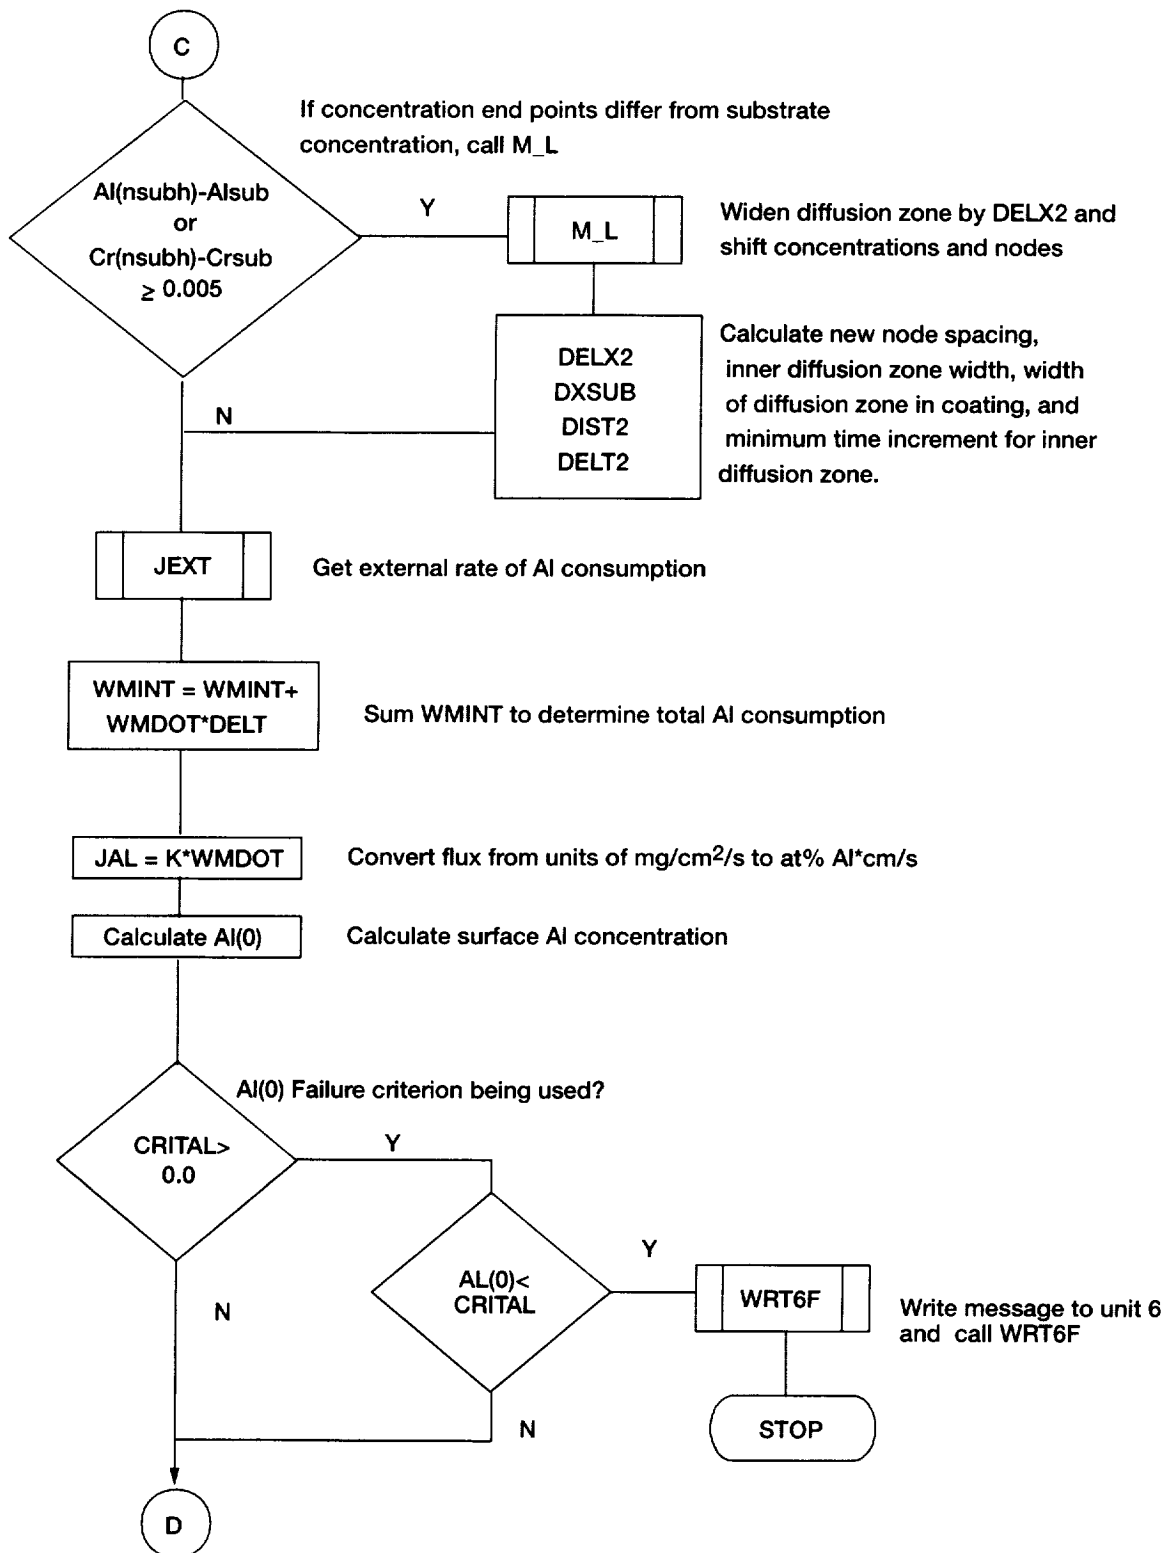 C
If concentration end points differ from substrate
concentration, call M_L
Al(nsubh)-Alsub
or
Cr(nsubh)-Crsub
≥ 0.005
Y
M_L
Widen diffusion zone by DELX2 and
shift concentrations and nodes
DELX2
DXSUB
DIST2
DELT2
Calculate new node spacing,
inner diffusion zone width, width
of diffusion zone in coating, and
minimum time increment for inner
diffusion zone.
N
JEXT
Get external rate of Al consumption
WMINT = WMINT+
WMDOT*DELT
Sum WMINT to determine total Al consumption
JAL = K*WMDOT
Convert flux from units of mg/cm²/s to at% Al*cm/s
Calculate Al(0)
Calculate surface Al concentration
Al(0) Failure criterion being used?
CRITAL>
0.0
Y
N
AL(0)<
CRITAL
Y
WRT6F
Write message to unit 6
and call WRT6F
N
STOP
D